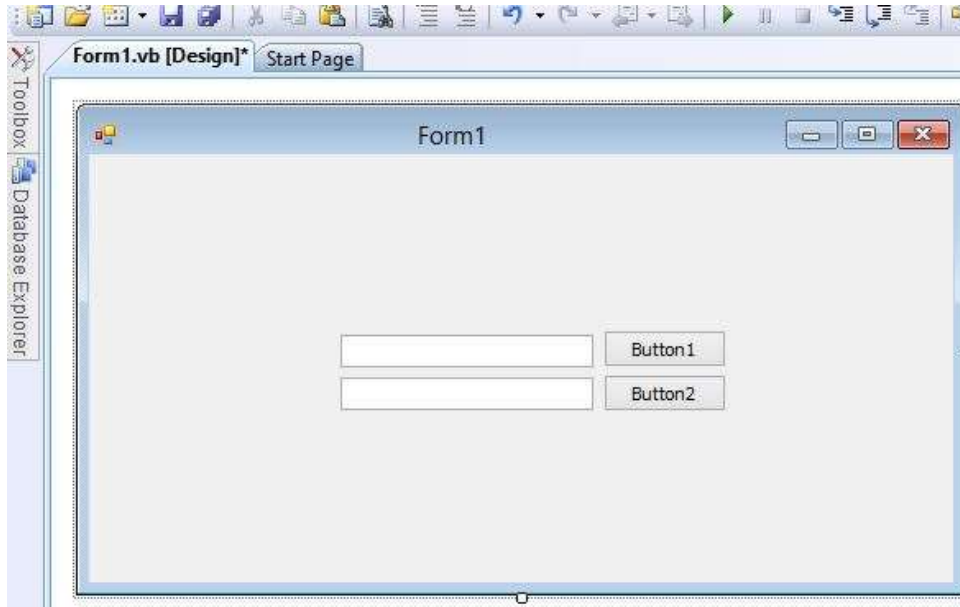 Form1.vb [Design]* Start Page
Toolbox
Database Explorer
Form1
Button1
Button2